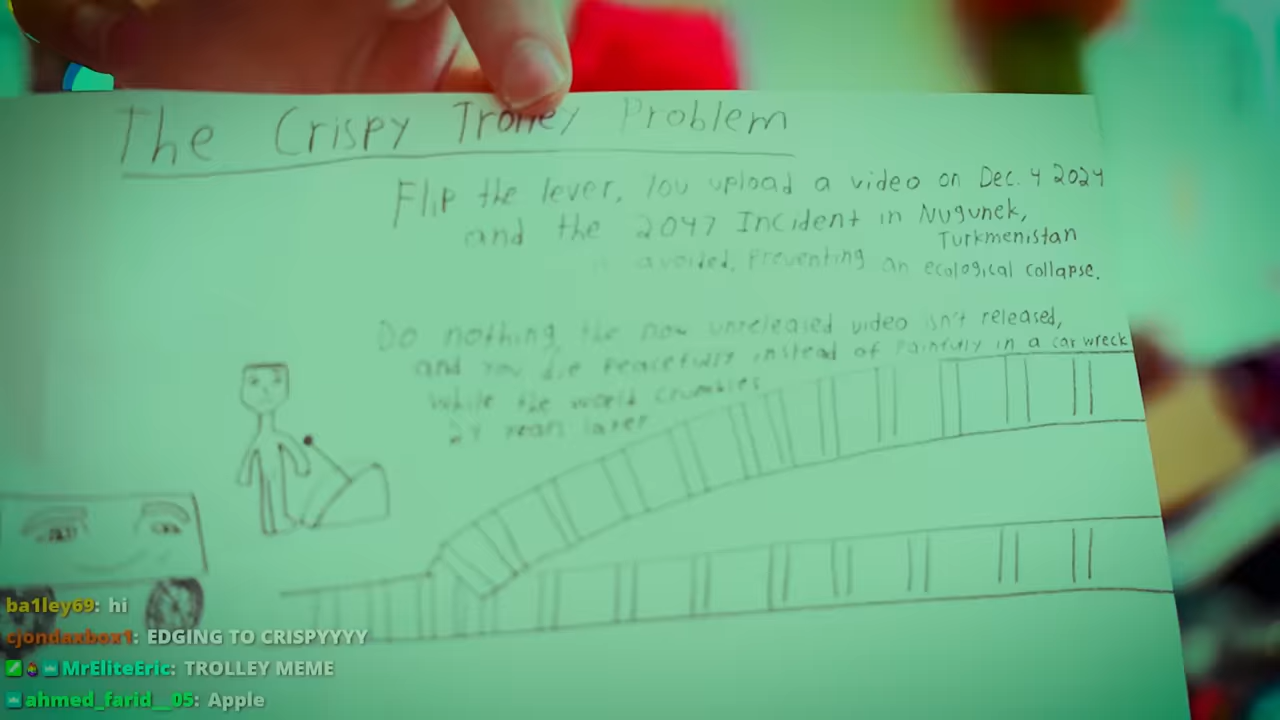 The Crispy Trolley Problem
Flip the lever, You upload a video on Dec. 4 2024
and the 2047 Incident in Nugunek,
Turkmenistan
is avoided, preventing an ecological collapse.
Do nothing, the now unreleased video isn't released,
and you die peacefully instead of painfully in a car wreck
while the world crumbles
24 years later
ba1ley69: hi
cjondaxbox1: EDGING TO CRISPYYYY
MrEliteEric: TROLLEY MEME
ahmed_farid__05: Apple